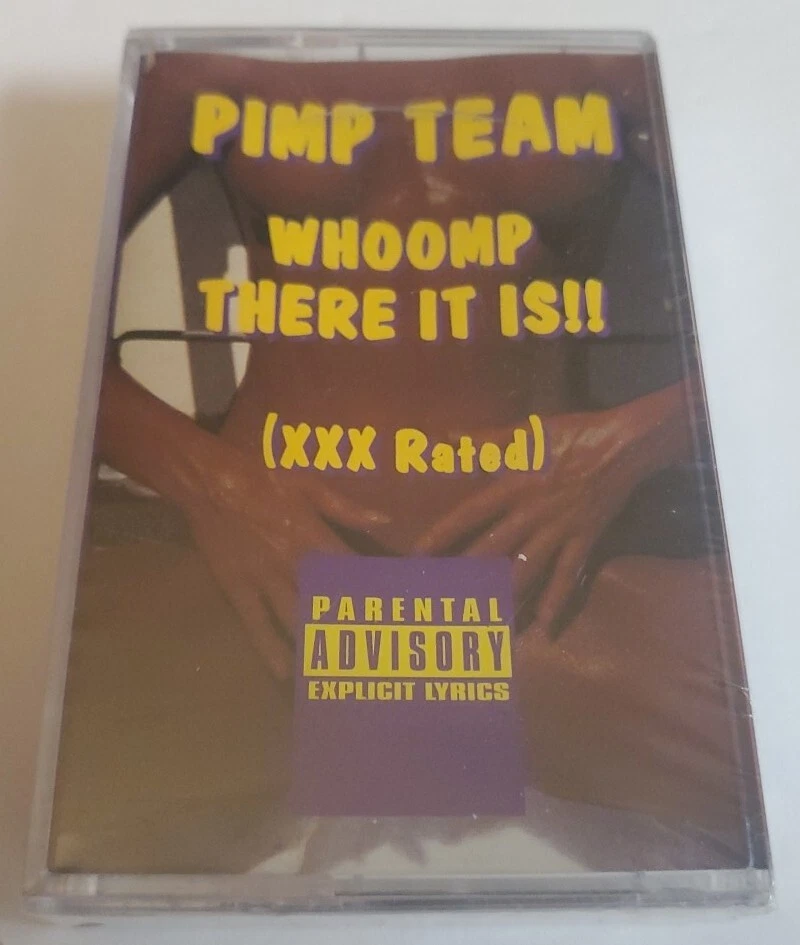 PIMP TEAM
WHOOMP
THERE IT IS!!
(XXX Rated)
PARENTAL
ADVISORY
EXPLICIT LYRICS